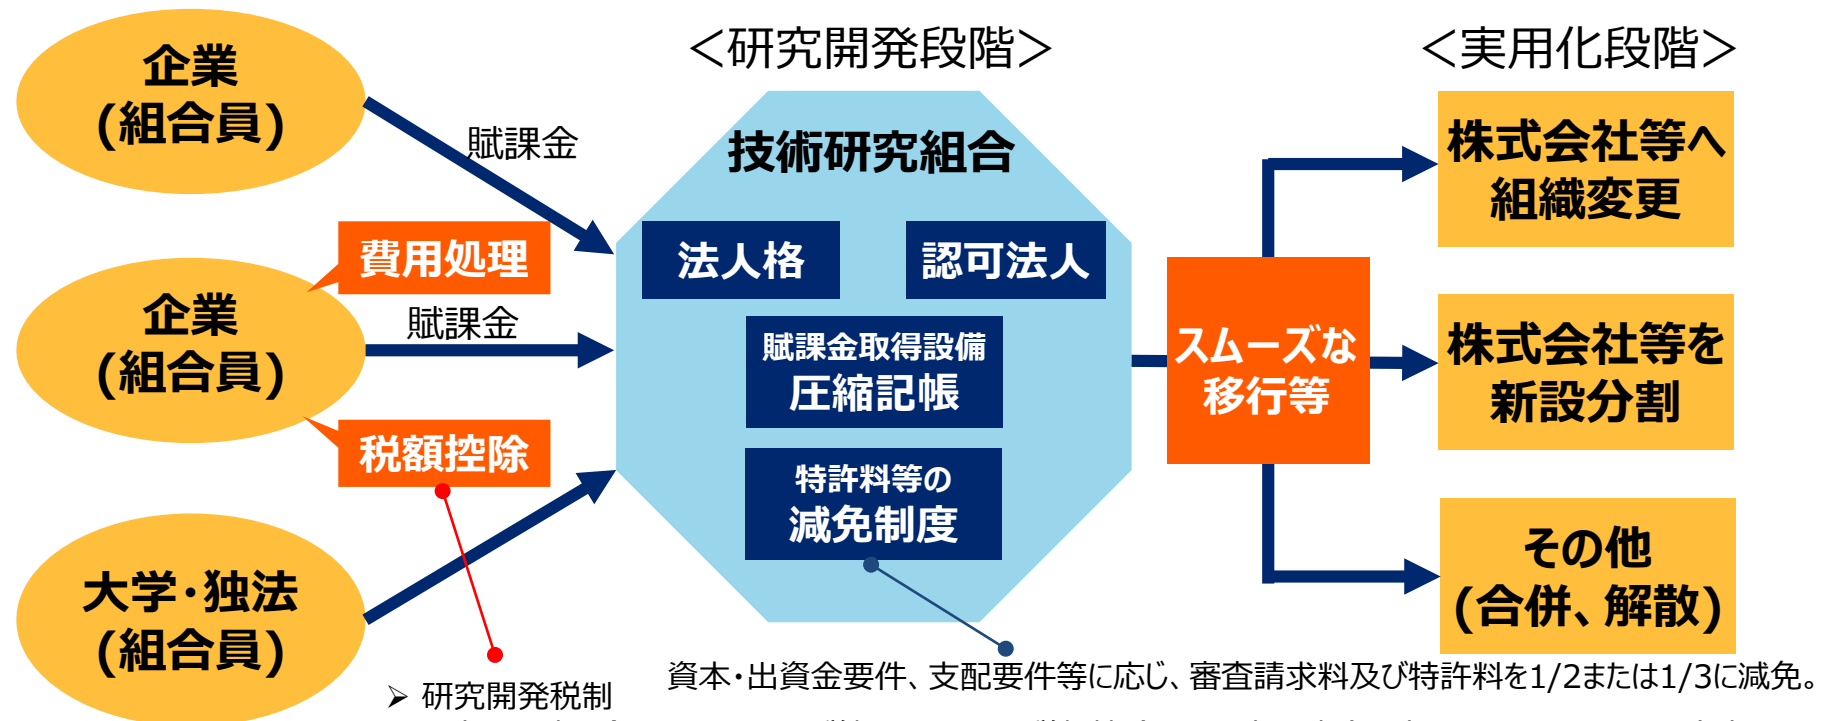 ＜研究開発段階＞
＜実用化段階＞
企業
(組合員)
賦課金
費用処理
企業
(組合員)
賦課金
税額控除
大学・独法
(組合員)
技術研究組合
法人格
認可法人
賦課金取得設備
圧縮記帳
特許料等の
減免制度
スムーズな
移行等
株式会社等へ
組織変更
株式会社等を
新設分割
その他
(合併、解散)
資本・出資金要件、支配要件等に応じ、審査請求料及び特許料を1/2または1/3に減免。
➢ 研究開発税制